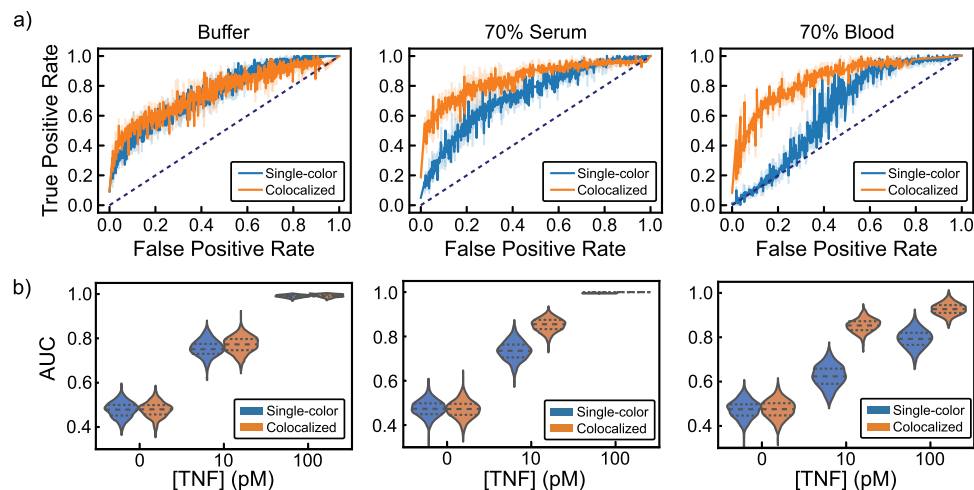 a)
Buffer
70% Serum
70% Blood
True Positive Rate
1.0
0.8
0.6
0.4
0.2
0.0
Single-color
Colocalized
0.0 0.2 0.4 0.6 0.8 1.0
False Positive Rate
1.0
0.8
0.6
0.4
0.2
0.0
Single-color
Colocalized
0.0 0.2 0.4 0.6 0.8 1.0
False Positive Rate
1.0
0.8
0.6
0.4
0.2
0.0
Single-color
Colocalized
0.0 0.2 0.4 0.6 0.8 1.0
False Positive Rate
b)
AUC
1.0
0.8
0.6
0.4
Single-color
Colocalized
0 10 100
[TNF] (pM)
1.0
0.8
0.6
0.4
Single-color
Colocalized
0 10 100
[TNF] (pM)
1.0
0.8
0.6
0.4
Single-color
Colocalized
0 10 100
[TNF] (pM)